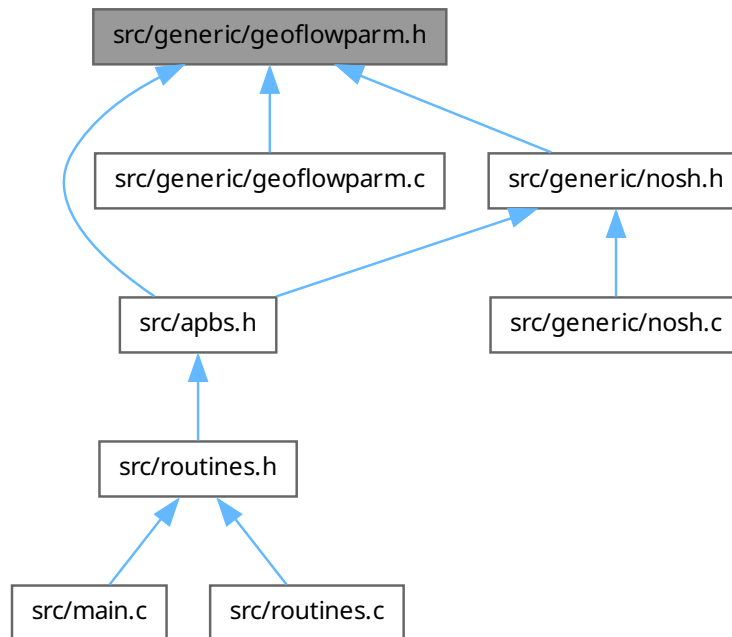 src/generic/geoflowparm.h
src/generic/geoflowparm.c
src/generic/nosh.h
src/apbs.h
src/generic/nosh.c
src/routines.h
src/main.c
src/routines.c